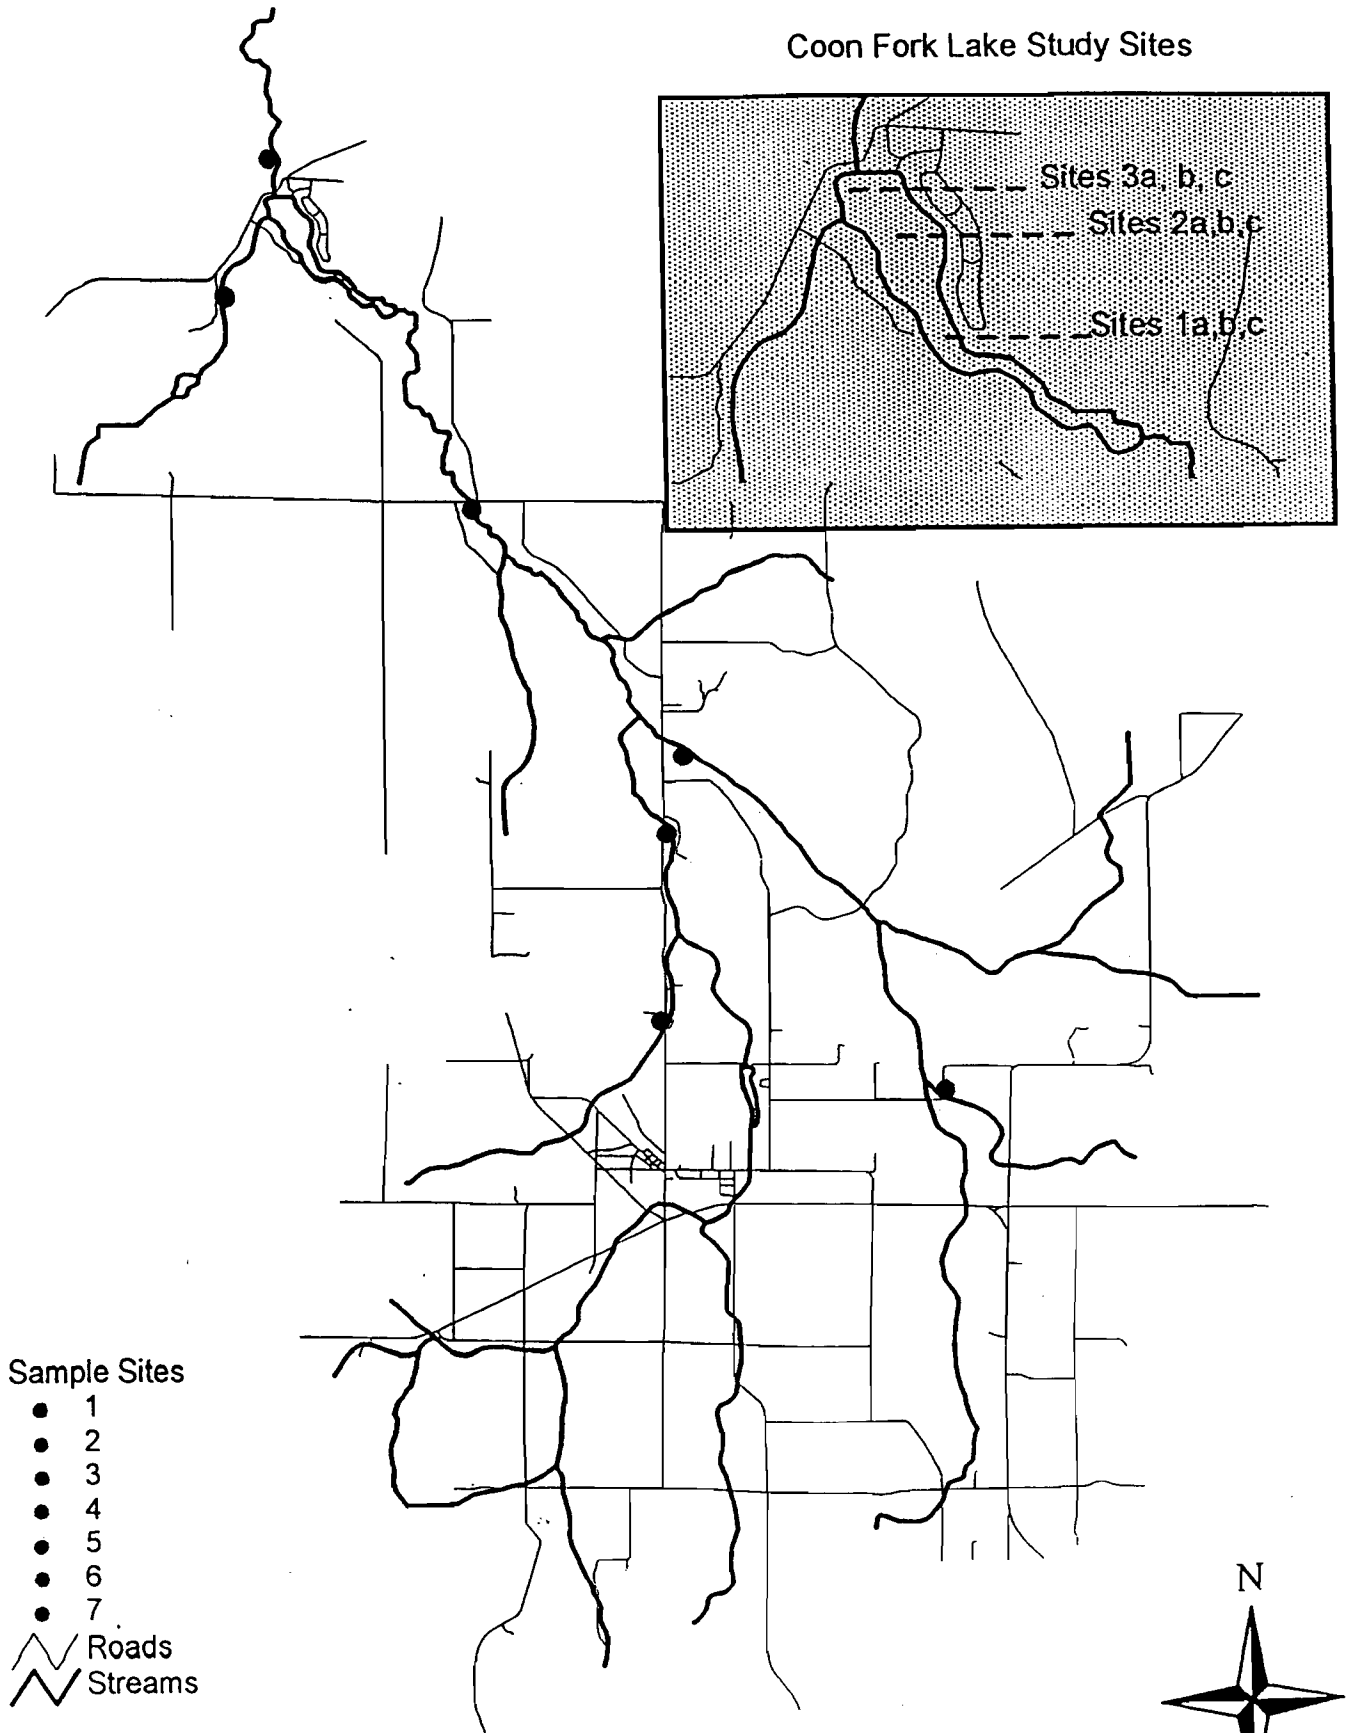 Coon Fork Lake Study Sites
Sites 3a, b, c
Sites 2a,b,c
Sites 1a,b,c
Sample Sites
1
2
3
4
5
6
7
Roads
Streams
N